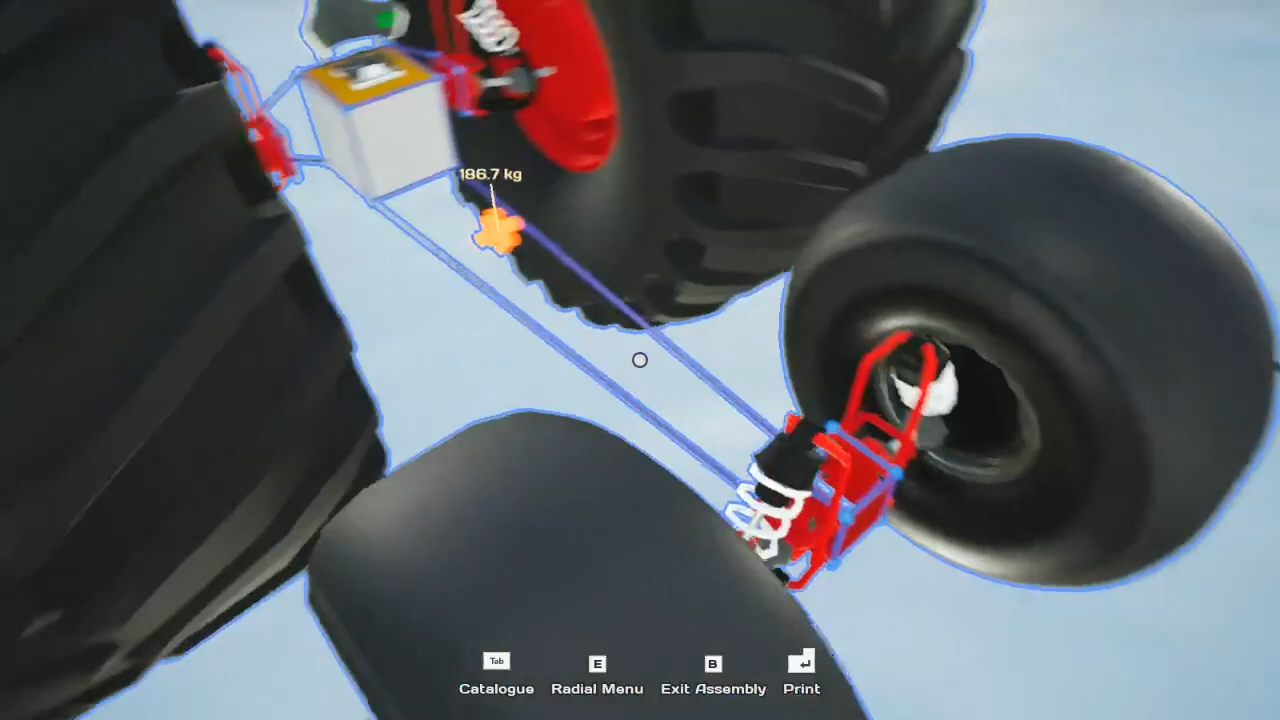 186.7 kg
Tab
E
B
Catalogue
Radial Menu
Exit Assembly
Print